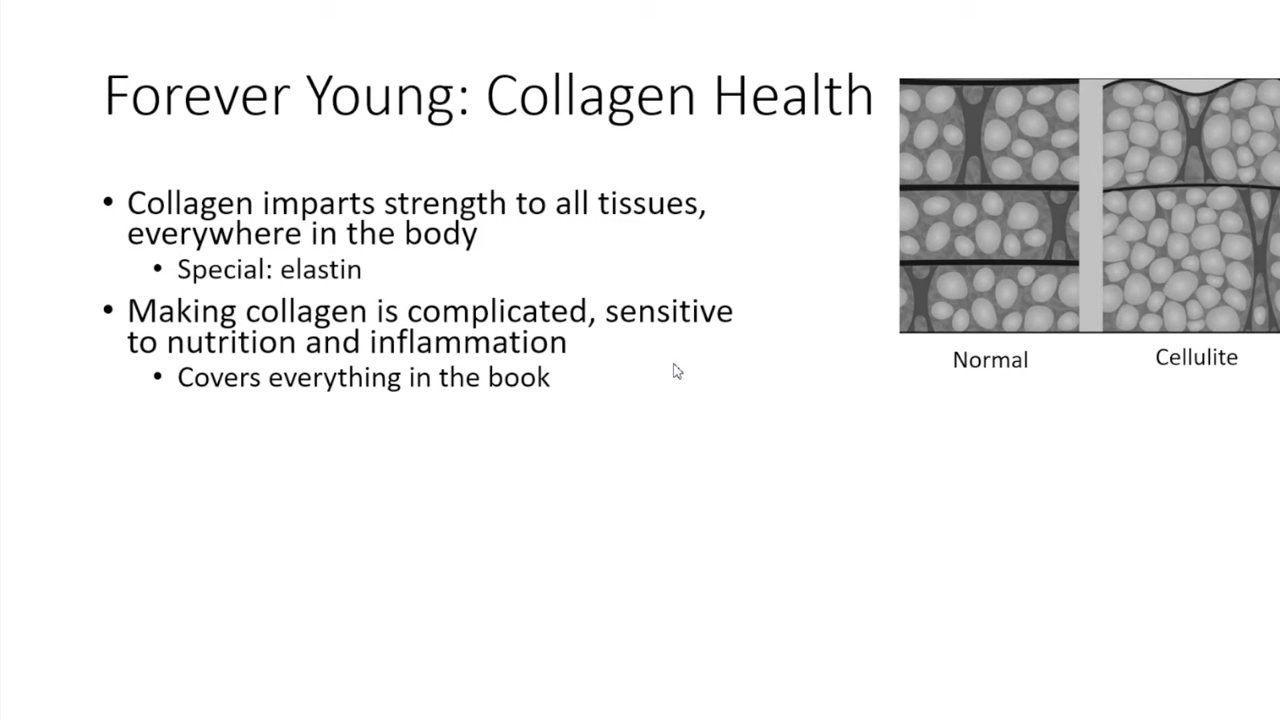 Forever Young: Collagen Health
• Collagen imparts strength to all tissues,
everywhere in the body
• Special: elastin
• Making collagen is complicated, sensitive
to nutrition and inflammation
• Covers everything in the book
Normal
Cellulite